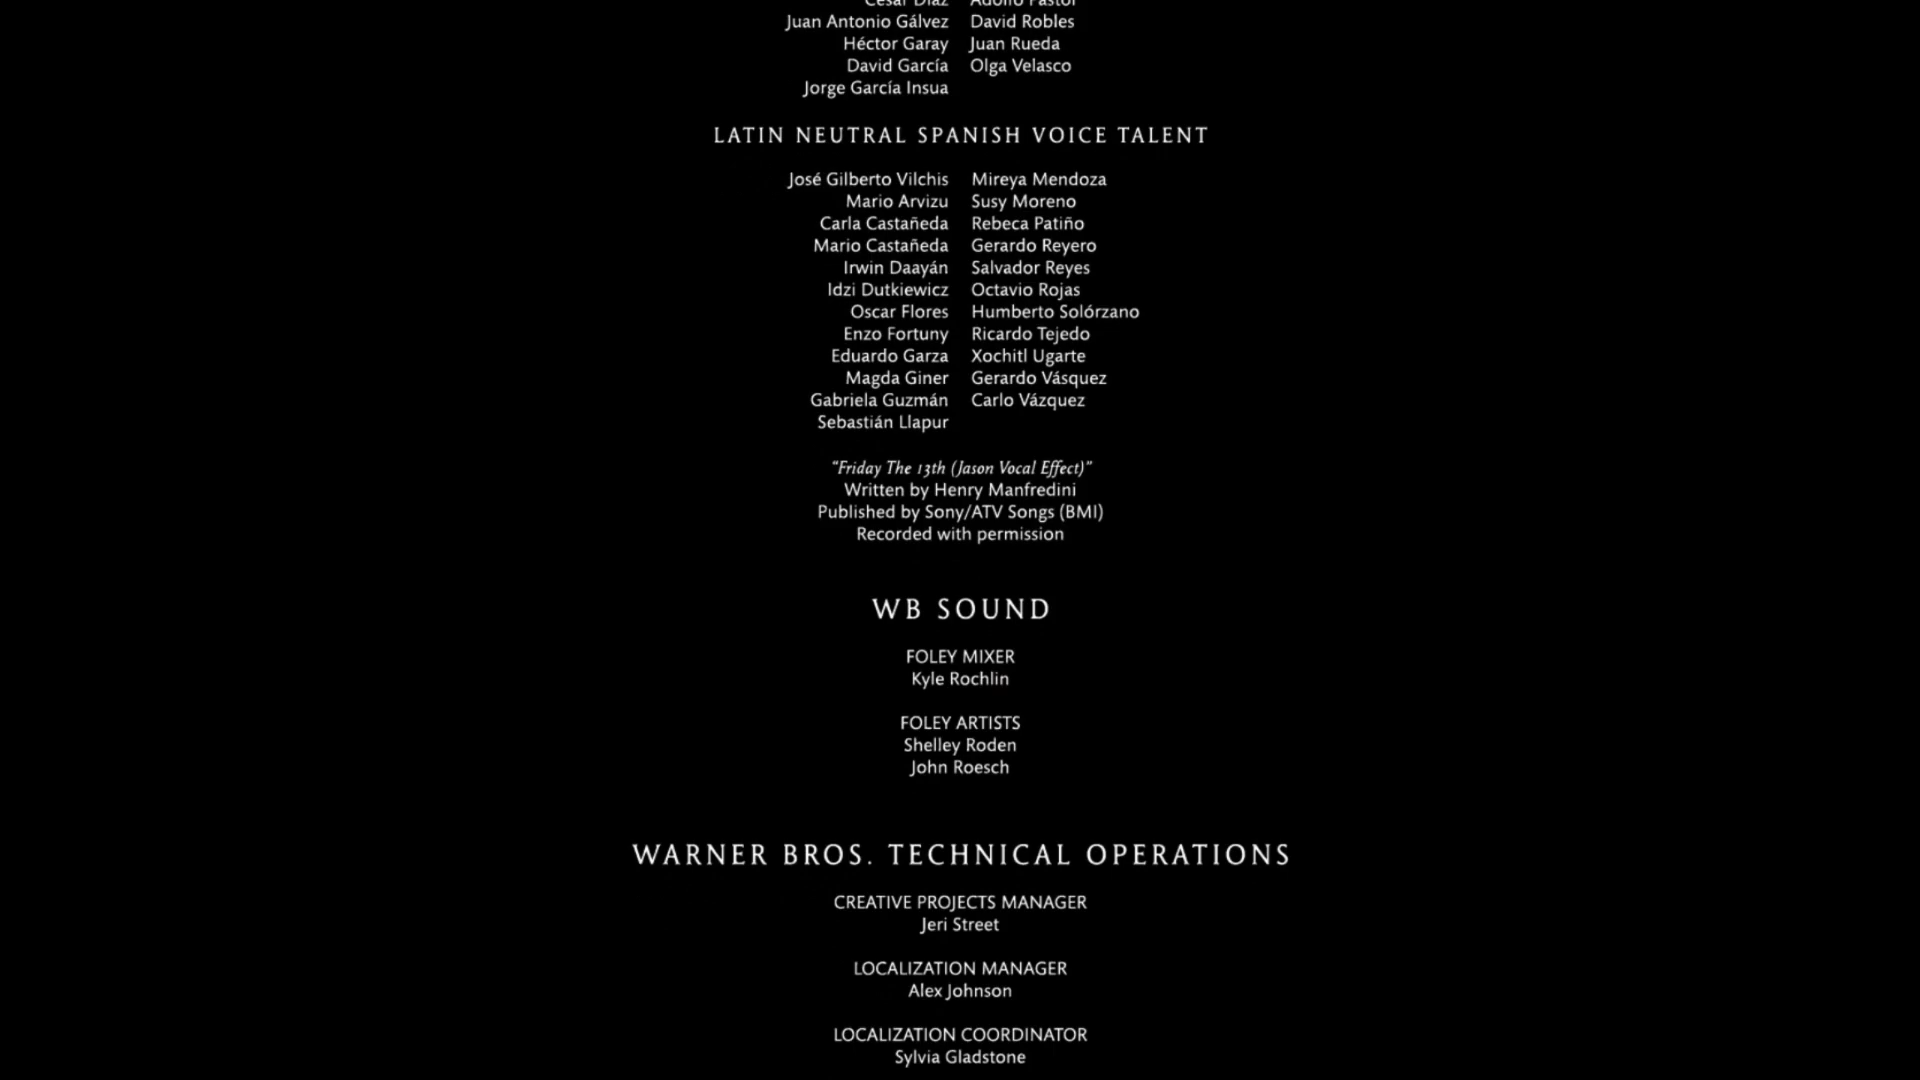 César Díaz Adolfo Pastor
Juan Antonio Gálvez David Robles
Héctor Garay Juan Rueda
David García Olga Velasco
Jorge García Insua
LATIN NEUTRAL SPANISH VOICE TALENT
José Gilberto Vilchis Mireya Mendoza
Mario Arvizu Susy Moreno
Carla Castañeda Rebeca Patiño
Mario Castañeda Gerardo Reyero
Irwin Daayán Salvador Reyes
Idzi Dutkiewicz Octavio Rojas
Oscar Flores Humberto Solórzano
Enzo Fortuny Ricardo Tejedo
Eduardo Garza Xochitl Ugarte
Magda Giner Gerardo Vásquez
Gabriela Guzmán Carlo Vázquez
Sebastián Llapur
“Friday The 13th (Jason Vocal Effect)”
Written by Henry Manfredini
Published by Sony/ATV Songs (BMI)
Recorded with permission
WB SOUND
FOLEY MIXER
Kyle Rochlin
FOLEY ARTISTS
Shelley Roden
John Roesch
WARNER BROS. TECHNICAL OPERATIONS
CREATIVE PROJECTS MANAGER
Jeri Street
LOCALIZATION MANAGER
Alex Johnson
LOCALIZATION COORDINATOR
Sylvia Gladstone